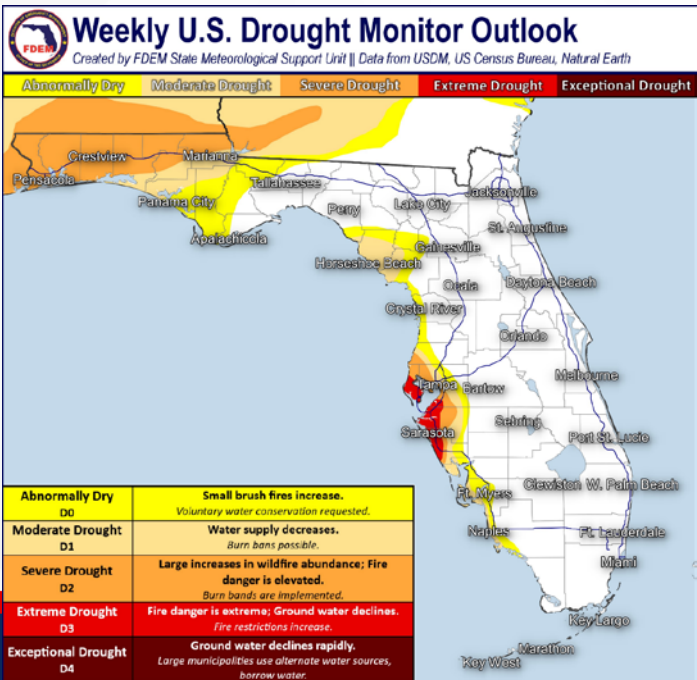 Weekly U.S. Drought Monitor Outlook
Created by FDEM State Meteorological Support Unit || Data from USDM, US Census Bureau, Natural Earth
FDEM
Abnormally Dry Moderate Drought Severe Drought Extreme Drought Exceptional Drought
Crestview
Marianna
Pensacola
Tallahassee
Jacksonville
Panama City
Perry
Lake City
St. Augustine
Apalachicola
Gainesville
Horseshoe Beach
Ocala
Daytona Beach
Crystal River
Orlando
Tampa
Bartow
Melbourne
Sarasota
Sebring
Port St. Lucie
Ft. Myers
Clewiston
W. Palm Beach
Naples
Ft. Lauderdale
Miami
Key Largo
Marathon
Key West
Abnormally Dry
D0
Small brush fires increase.
Voluntary water conservation requested.
Moderate Drought
D1
Water supply decreases.
Burn bans possible.
Severe Drought
D2
Large increases in wildfire abundance; Fire
danger is elevated.
Burn bands are implemented.
Extreme Drought
D3
Fire danger is extreme; Ground water declines.
Fire restrictions increase.
Exceptional Drought
D4
Ground water declines rapidly.
Large municipalities use alternate water sources,
borrow water.